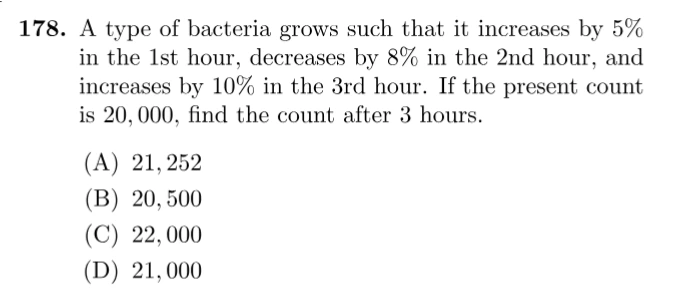 178. A type of bacteria grows such that it increases by 5%
in the 1st hour, decreases by 8% in the 2nd hour, and
increases by 10% in the 3rd hour. If the present count
is 20, 000, find the count after 3 hours.
(A) 21, 252
(B) 20, 500
(C) 22, 000
(D) 21, 000